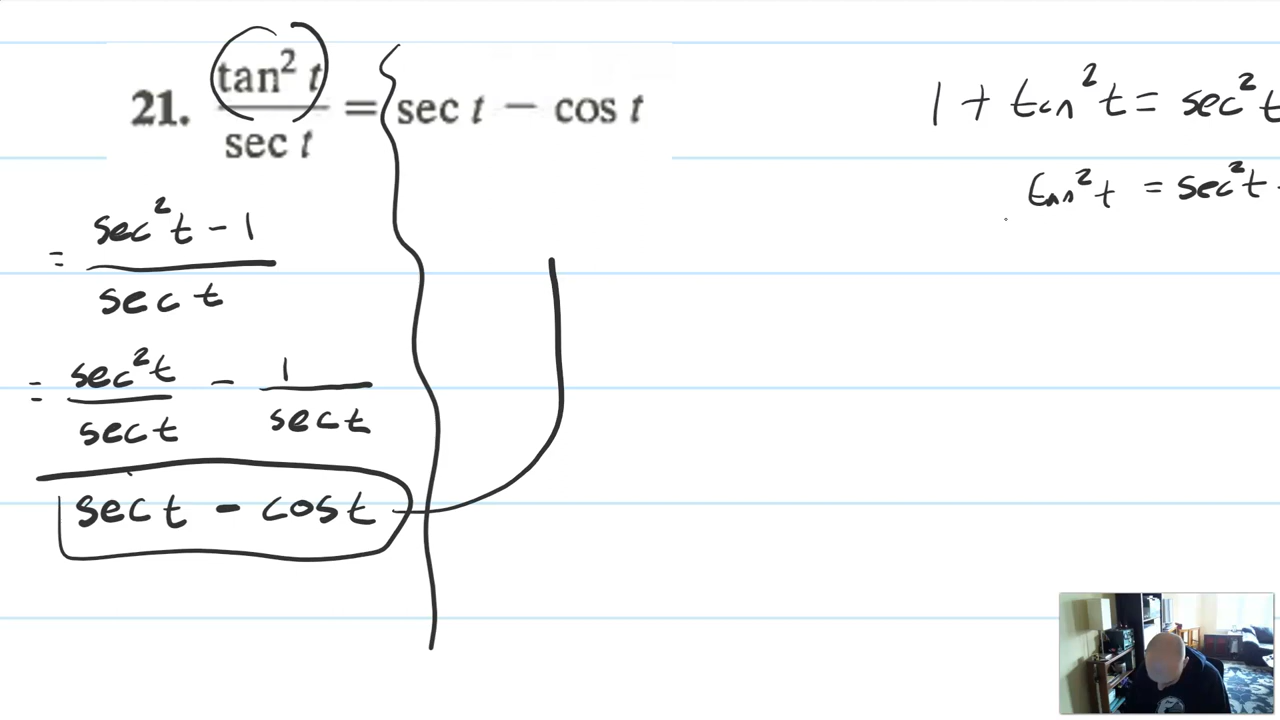 21. tan² t / sec t = sec t − cos t
1 + tan² t = sec² t
tan² t = sec² t -
= sec² t - 1 / sec t
= sec² t / sec t - 1 / sec t
sec t - cos t